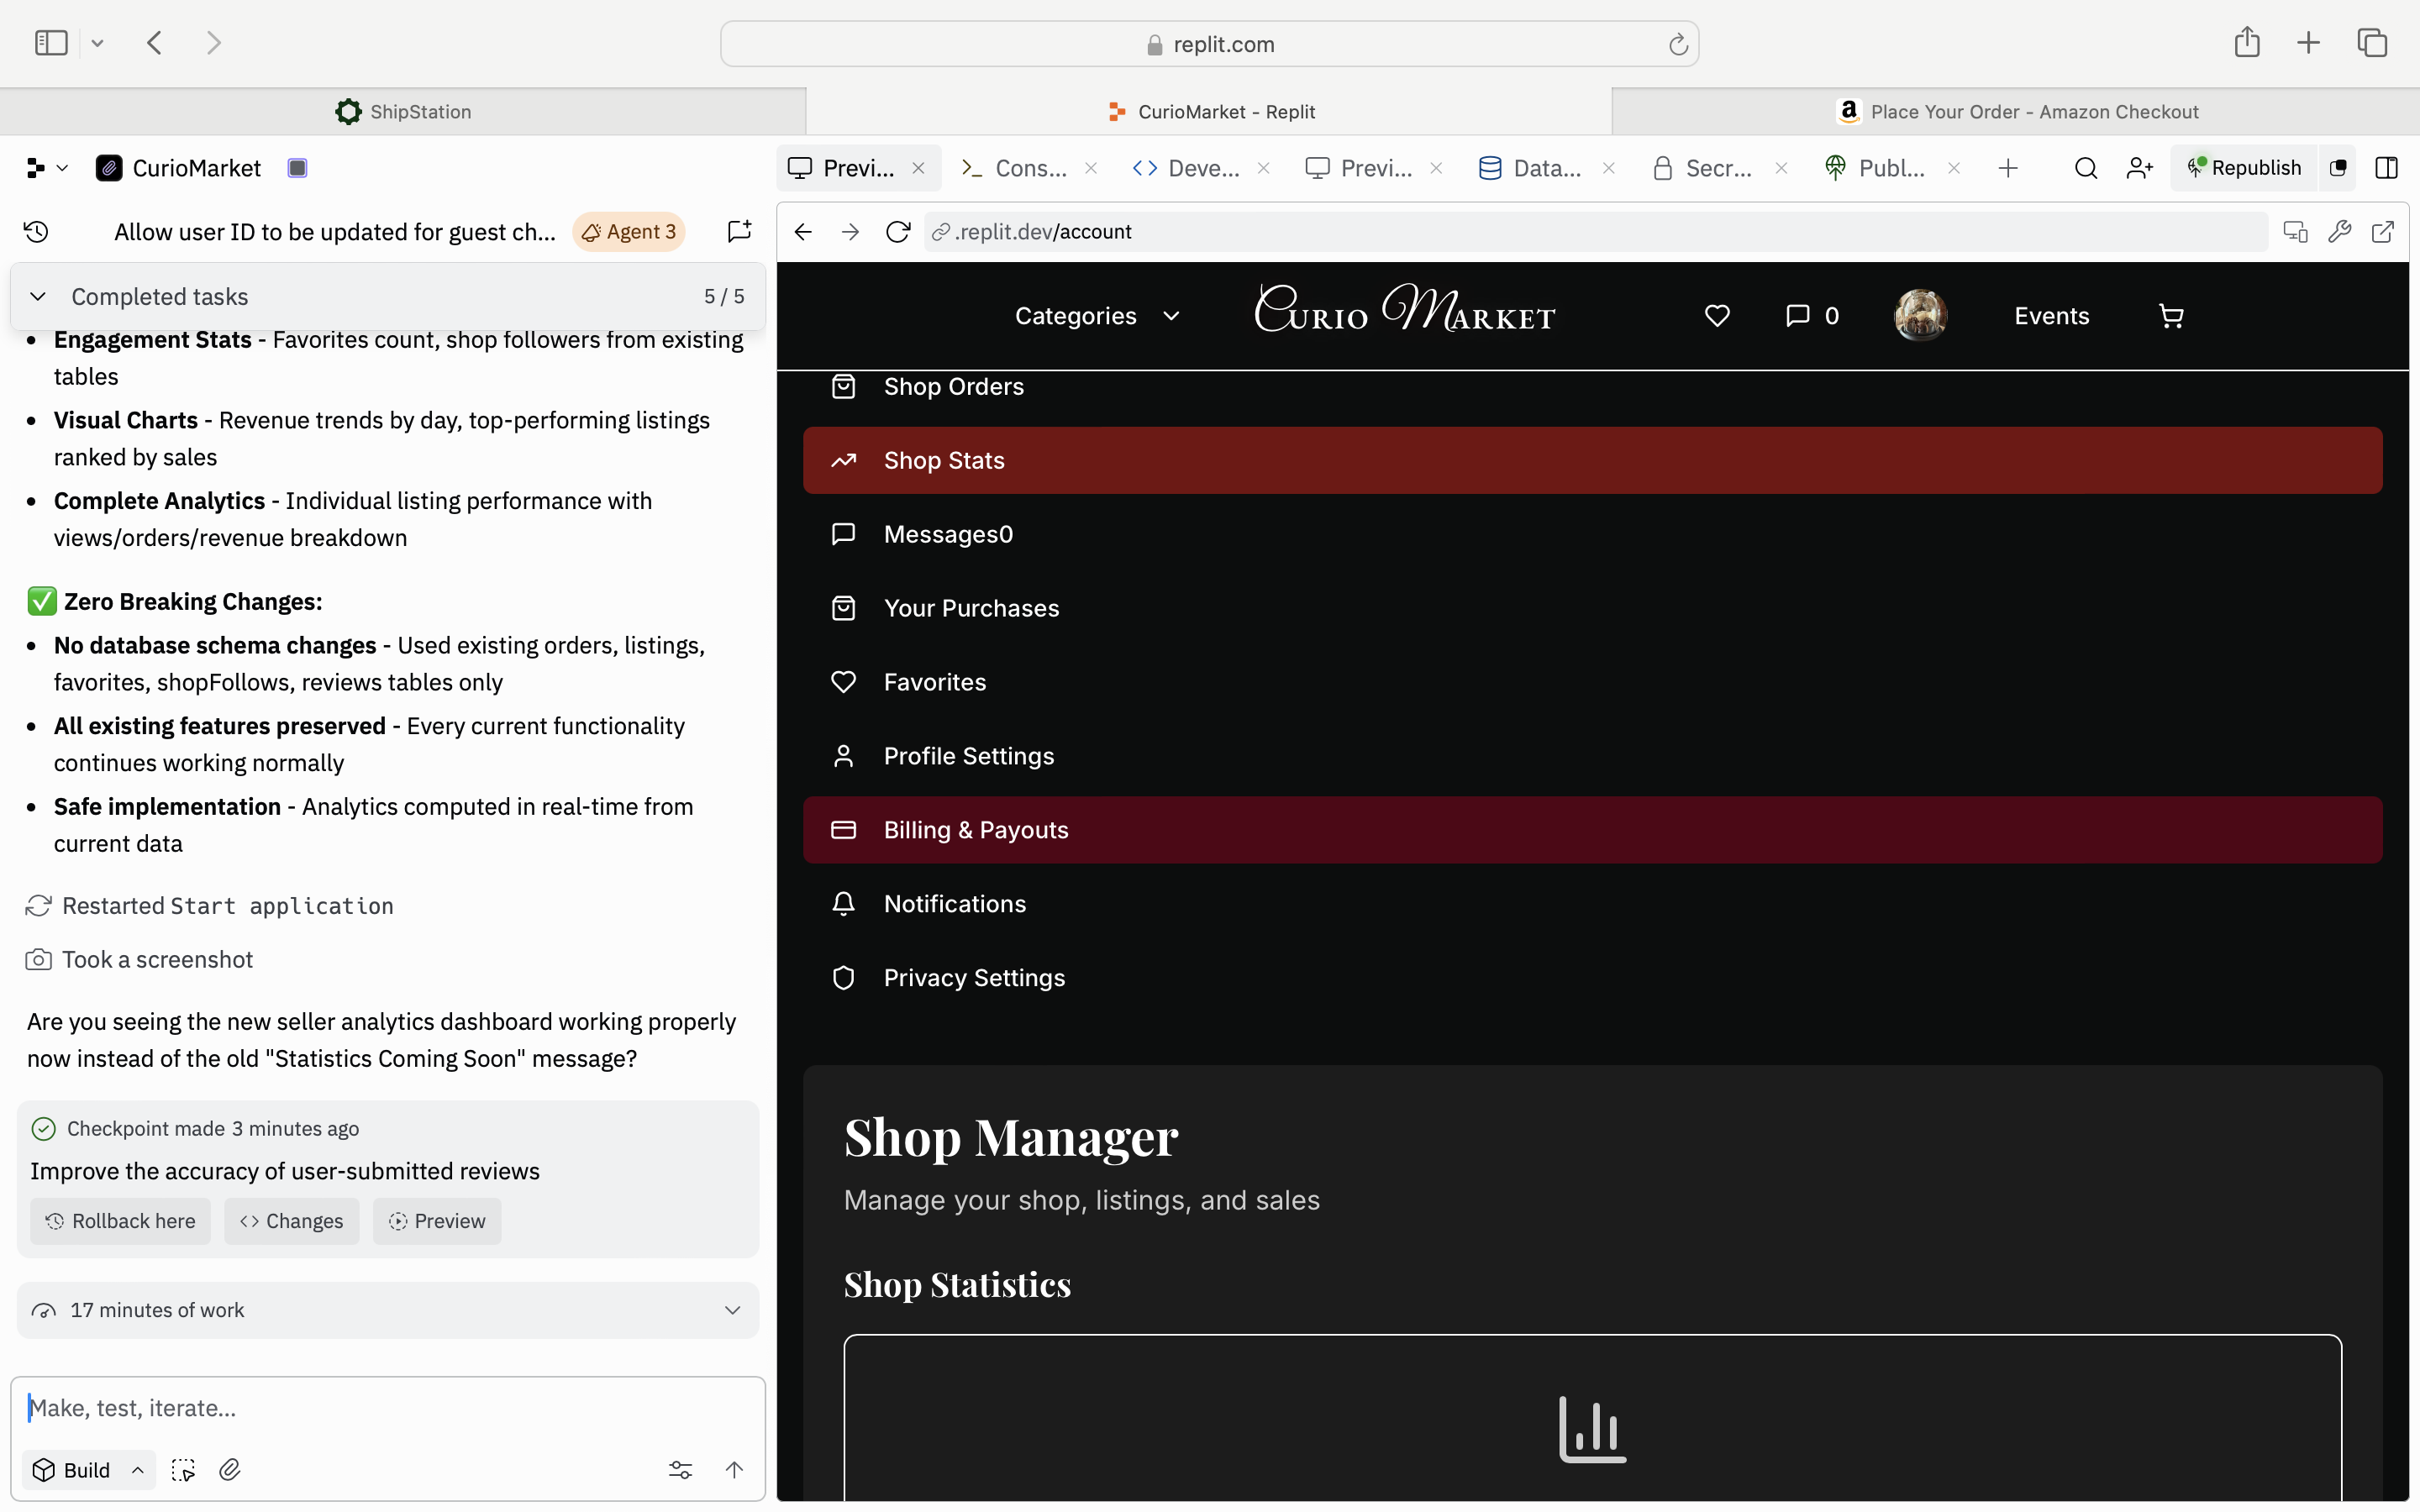 replit.com
ShipStation
CurioMarket - Replit
Place Your Order - Amazon Checkout
CurioMarket
Previ...
Cons...
Deve...
Previ...
Data...
Secr...
Publ...
Republish
Allow user ID to be updated for guest ch...
Agent 3
Completed tasks
5 / 5
• Engagement Stats - Favorites count, shop followers from existing
tables
• Visual Charts - Revenue trends by day, top-performing listings
ranked by sales
• Complete Analytics - Individual listing performance with
views/orders/revenue breakdown
✅ Zero Breaking Changes:
• No database schema changes - Used existing orders, listings,
favorites, shopFollows, reviews tables only
• All existing features preserved - Every current functionality
continues working normally
• Safe implementation - Analytics computed in real-time from
current data
Restarted Start application
Took a screenshot
Are you seeing the new seller analytics dashboard working properly
now instead of the old "Statistics Coming Soon" message?
Checkpoint made 3 minutes ago
Improve the accuracy of user-submitted reviews
Rollback here
Changes
Preview
17 minutes of work
Make, test, iterate...
Build
.replit.dev/account
Categories
Curio Market
0
Events
Shop Orders
Shop Stats
Messages0
Your Purchases
Favorites
Profile Settings
Billing & Payouts
Notifications
Privacy Settings
Shop Manager
Manage your shop, listings, and sales
Shop Statistics